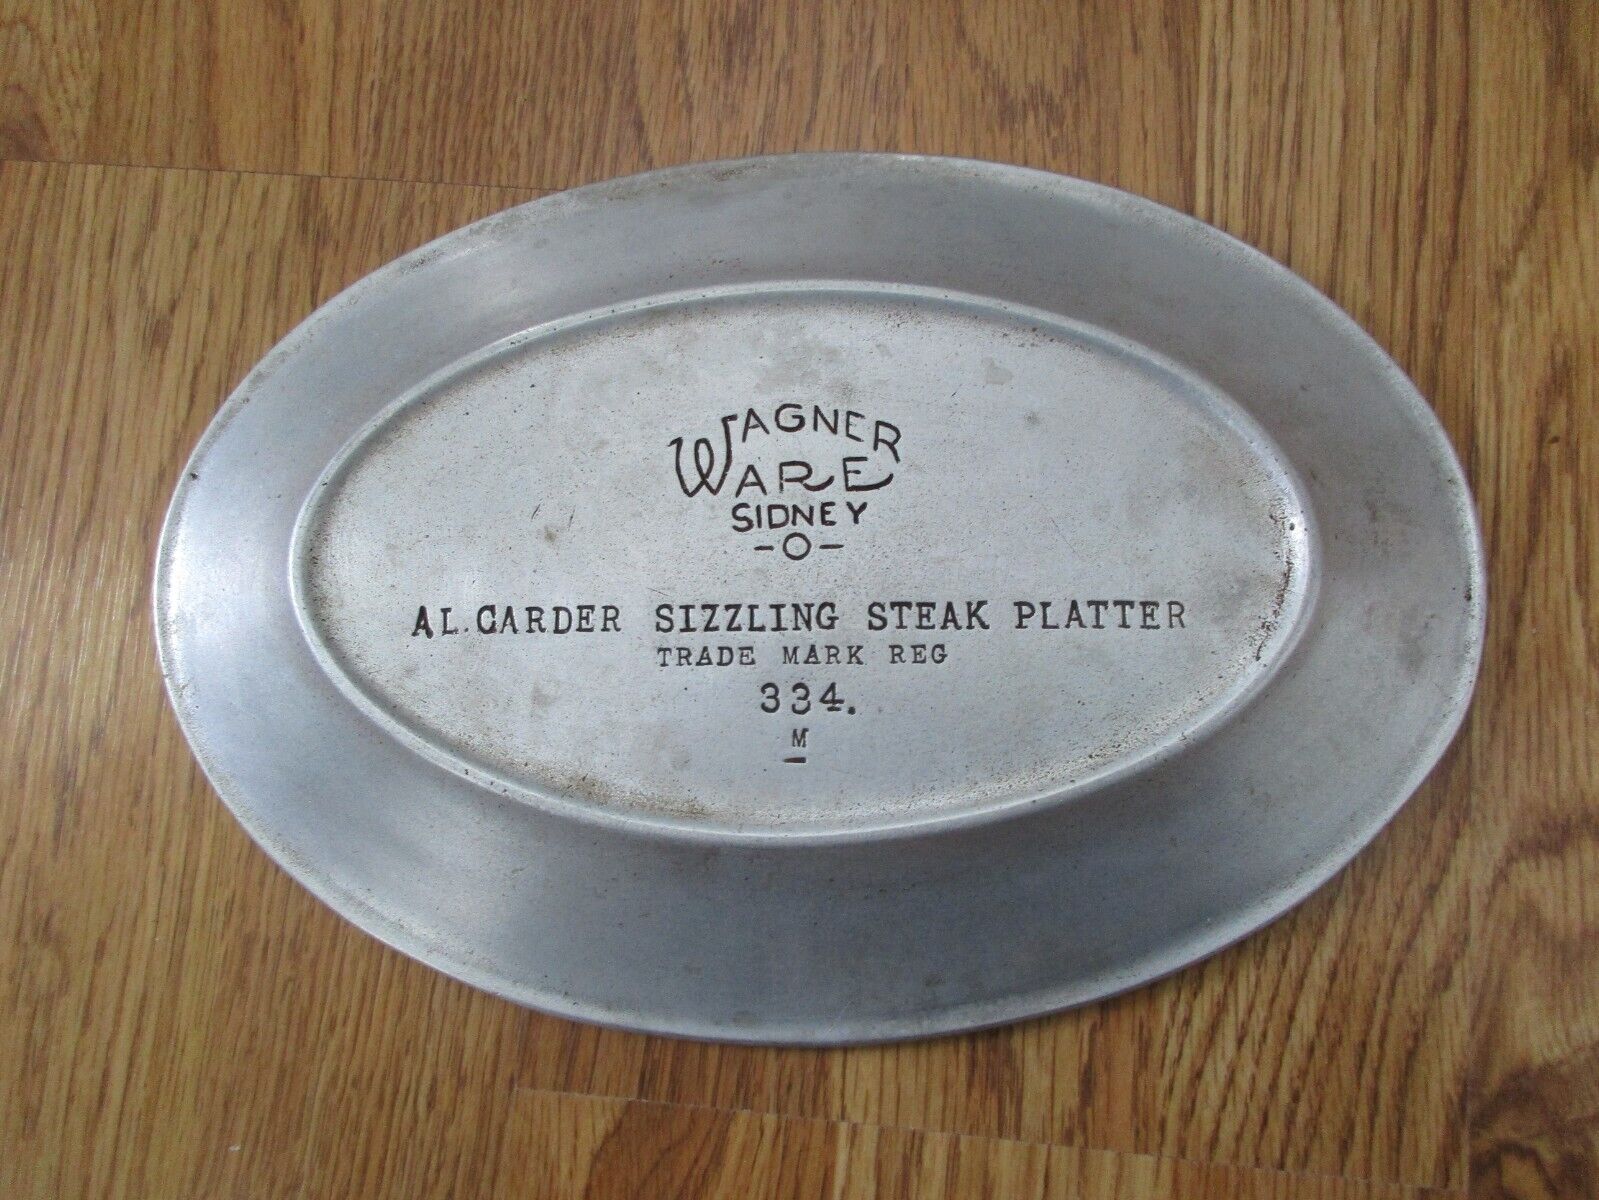 WAGNER
WARE
SIDNEY
-O-
AL.CARDER SIZZLING STEAK PLATTER
TRADE MARK REG
334.
M